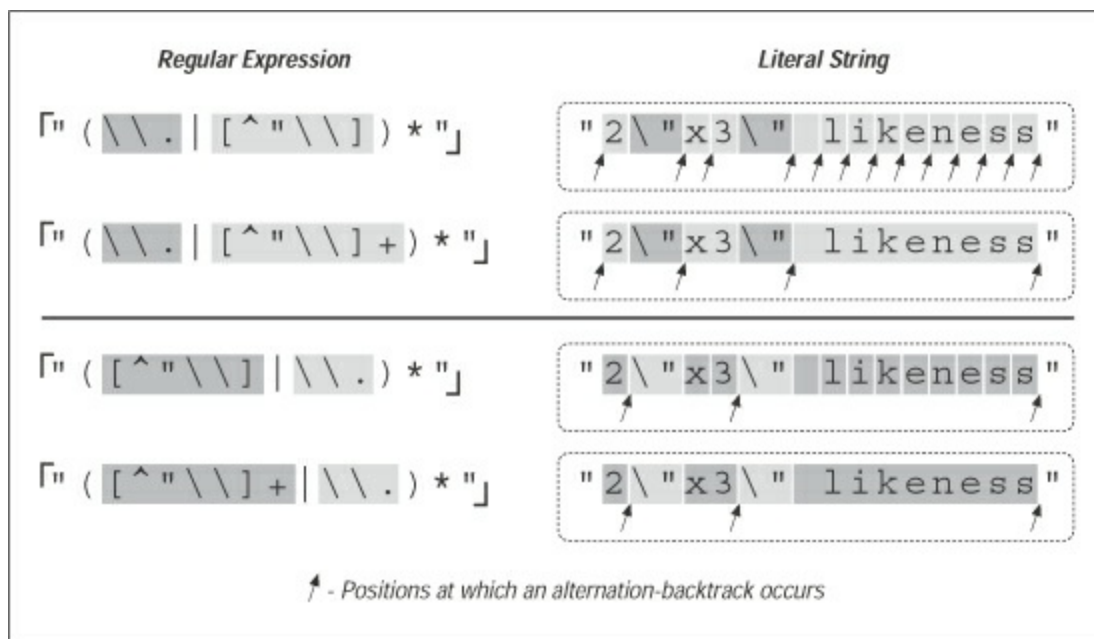 Regular Expression Literal String
⌈"(\\.|[^"\\])*"⌋ "2\"x3\" likeness"
⌈"(\\.|[^"\\]+)*"⌋ "2\"x3\" likeness"
⌈"([^"\\]|\\.)*"⌋ "2\"x3\" likeness"
⌈"([^"\\]+|\\.)*"⌋ "2\"x3\" likeness"
- Positions at which an alternation-backtrack occurs